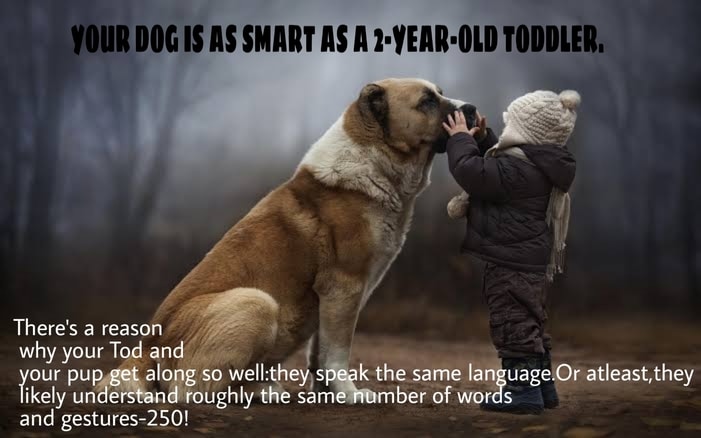 YOUR DOG IS AS SMART AS A 2-YEAR-OLD TODDLER.
There's a reason
why your Tod and
your pup get along so well:they speak the same language.Or atleast,they
likely understand roughly the same number of words
and gestures-250!